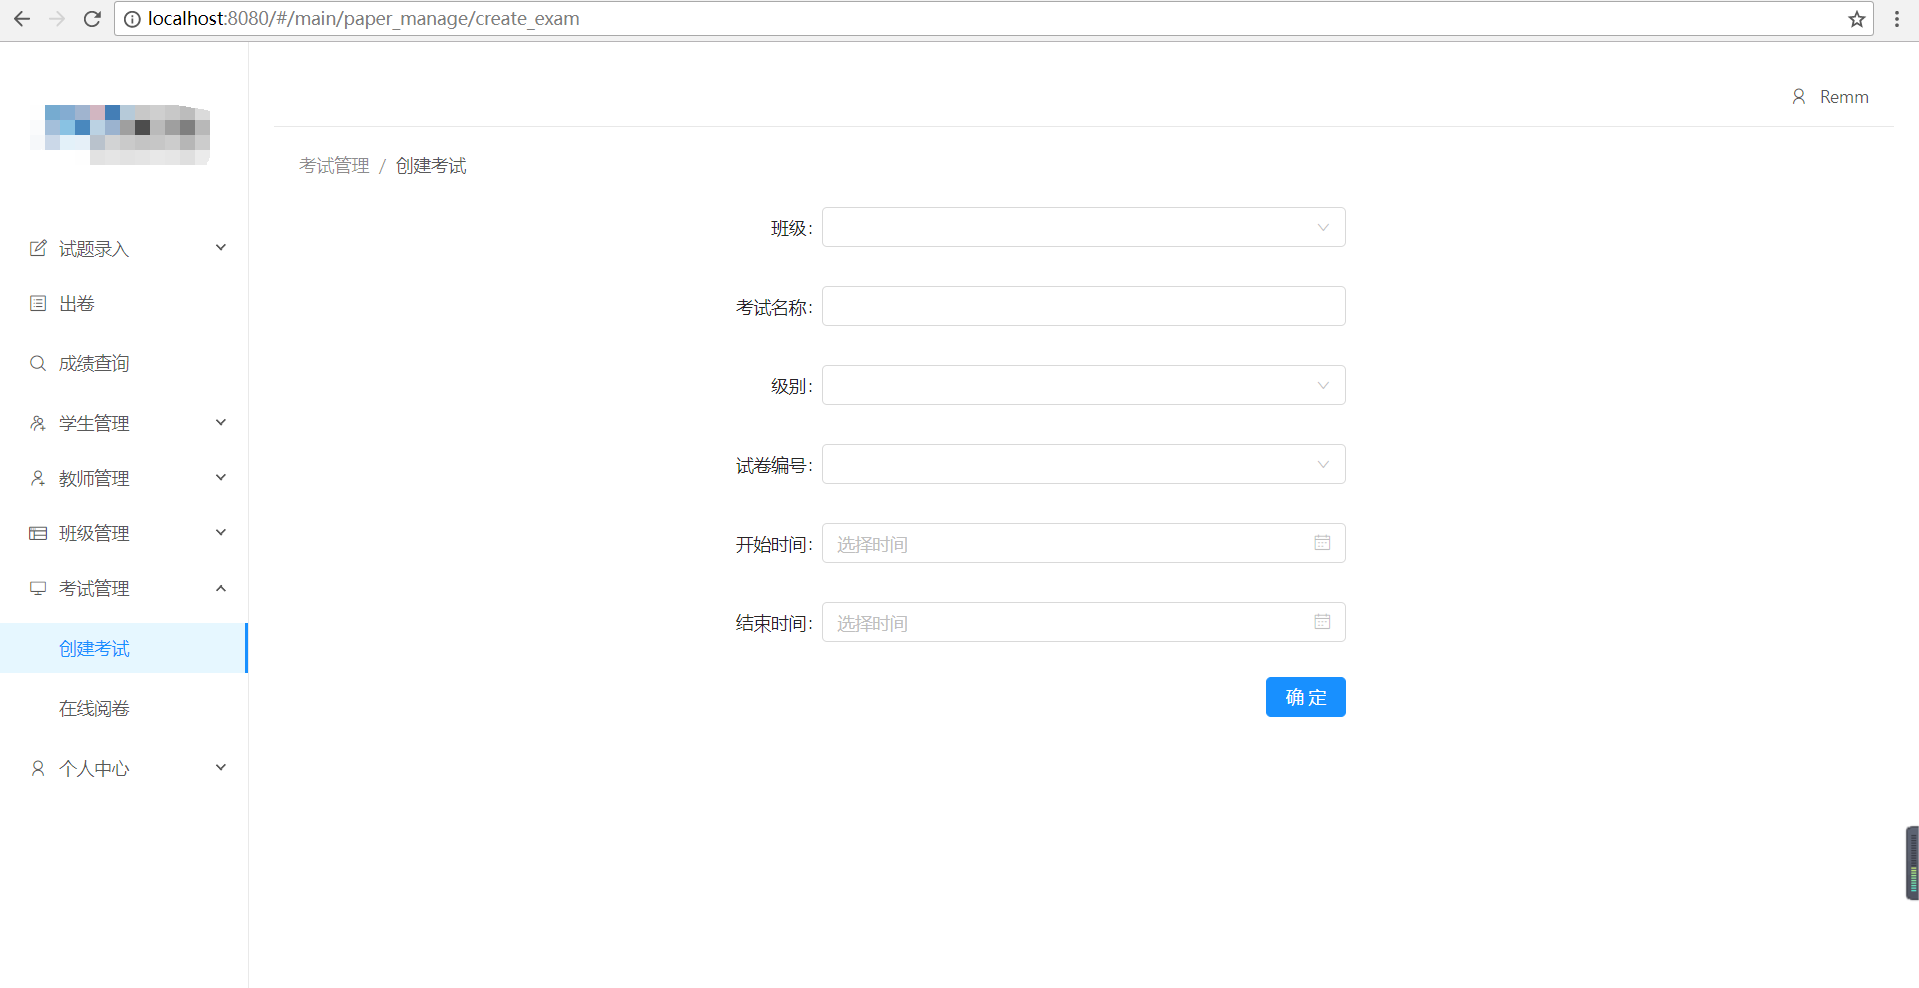 localhost:8080/#/main/paper_manage/create_exam
Remm
考试管理 / 创建考试
试题录入
出卷
成绩查询
学生管理
教师管理
班级管理
考试管理
创建考试
在线阅卷
个人中心
班级:
考试名称:
级别:
试卷编号:
开始时间: 选择时间
结束时间: 选择时间
确 定